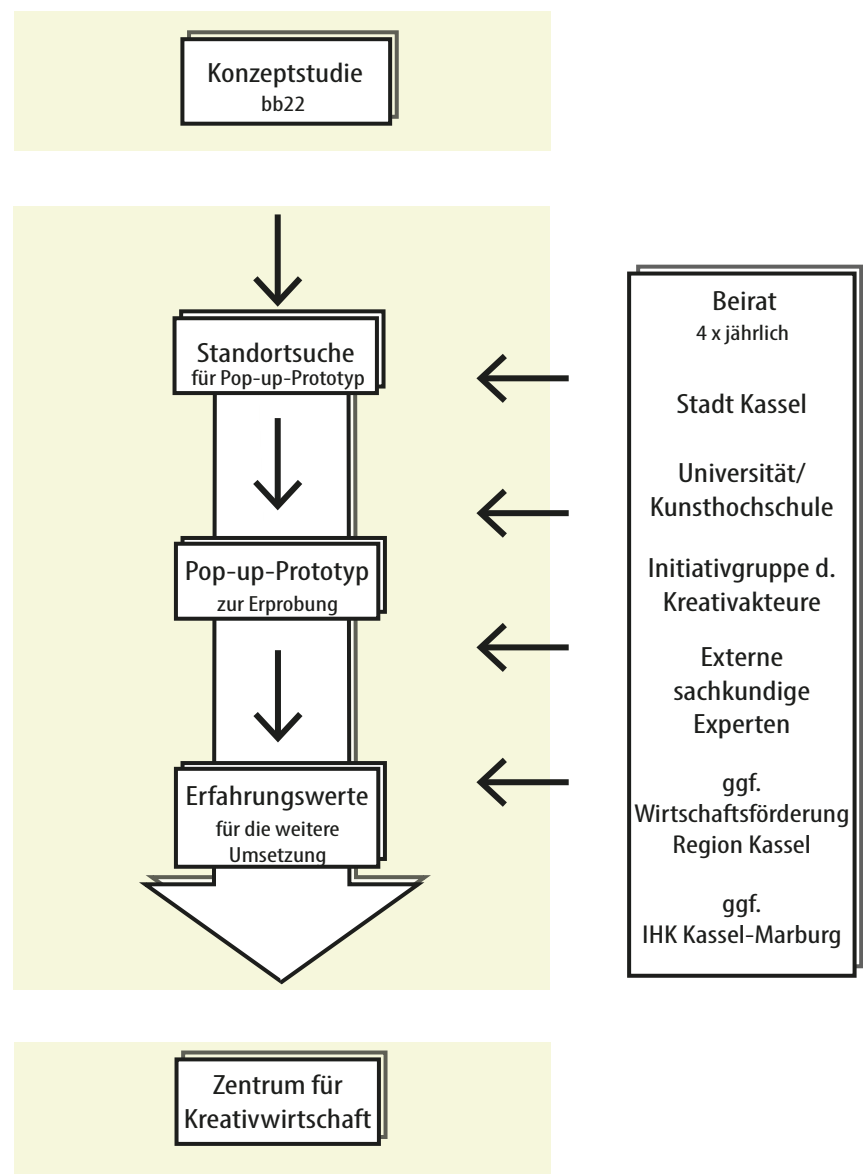 Konzeptstudie
bb22
Standortsuche
für Pop-up-Prototyp
Pop-up-Prototyp
zur Erprobung
Erfahrungswerte
für die weitere
Umsetzung
Beirat
4 x jährlich
Stadt Kassel
Universität/
Kunsthochschule
Initiativgruppe d.
Kreativakteure
Externe
sachkundige
Experten
ggf.
Wirtschaftsförderung
Region Kassel
ggf.
IHK Kassel-Marburg
Zentrum für
Kreativwirtschaft